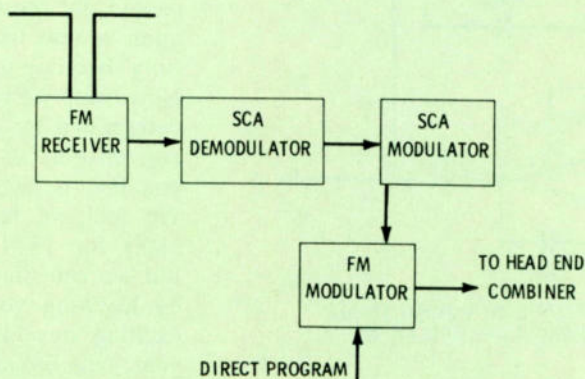 FM
RECEIVER
SCA
DEMODULATOR
SCA
MODULATOR
FM
MODULATOR
TO HEAD END
COMBINER
DIRECT PROGRAM